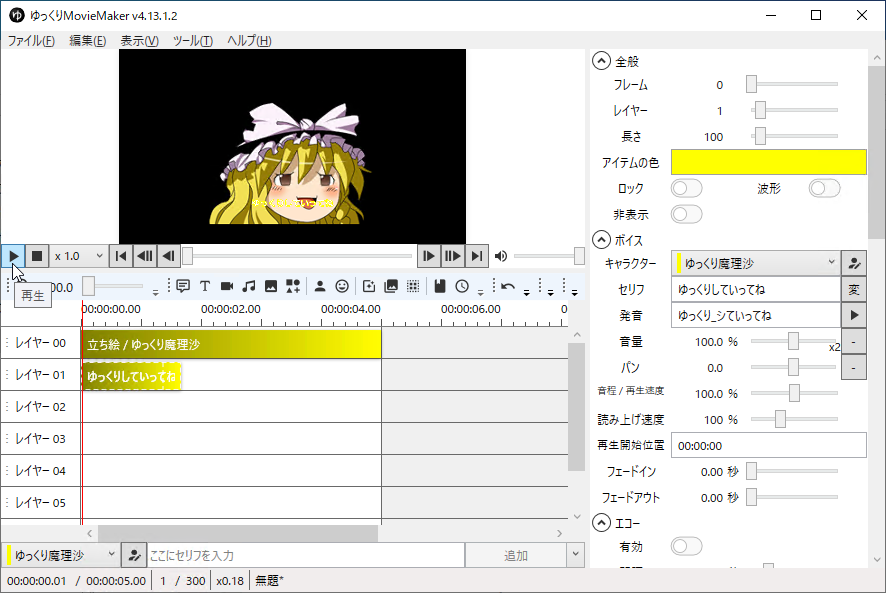 ゆっくりMovieMaker v4.13.1.2
ファイル(F) 編集(E) 表示(V) ツール(T) ヘルプ(H)
ゆっくりしていってね
x 1.0
00.0
再生
00:00:00.00 00:00:02.00 00:00:04.00 00:00:06.00 0
レイヤー 00 立ち絵 / ゆっくり魔理沙
レイヤー 01 ゆっくりしていってね
レイヤー 02
レイヤー 03
レイヤー 04
レイヤー 05
ゆっくり魔理沙 ここにセリフを入力 追加
00:00:00.01 / 00:00:05.00 1 / 300 x0.18 無題*
全般
フレーム 0
レイヤー 1
長さ 100
アイテムの色
ロック 波形
非表示
ボイス
キャラクター ゆっくり魔理沙
セリフ ゆっくりしていってね 変
発音 ゆっくり_シていってね
音量 100.0 % x2 -
パン 0.0 -
音程 / 再生速度 100.0 %
読み上げ速度 100 %
再生開始位置 00:00:00
フェードイン 0.00 秒
フェードアウト 0.00 秒
エコー
有効